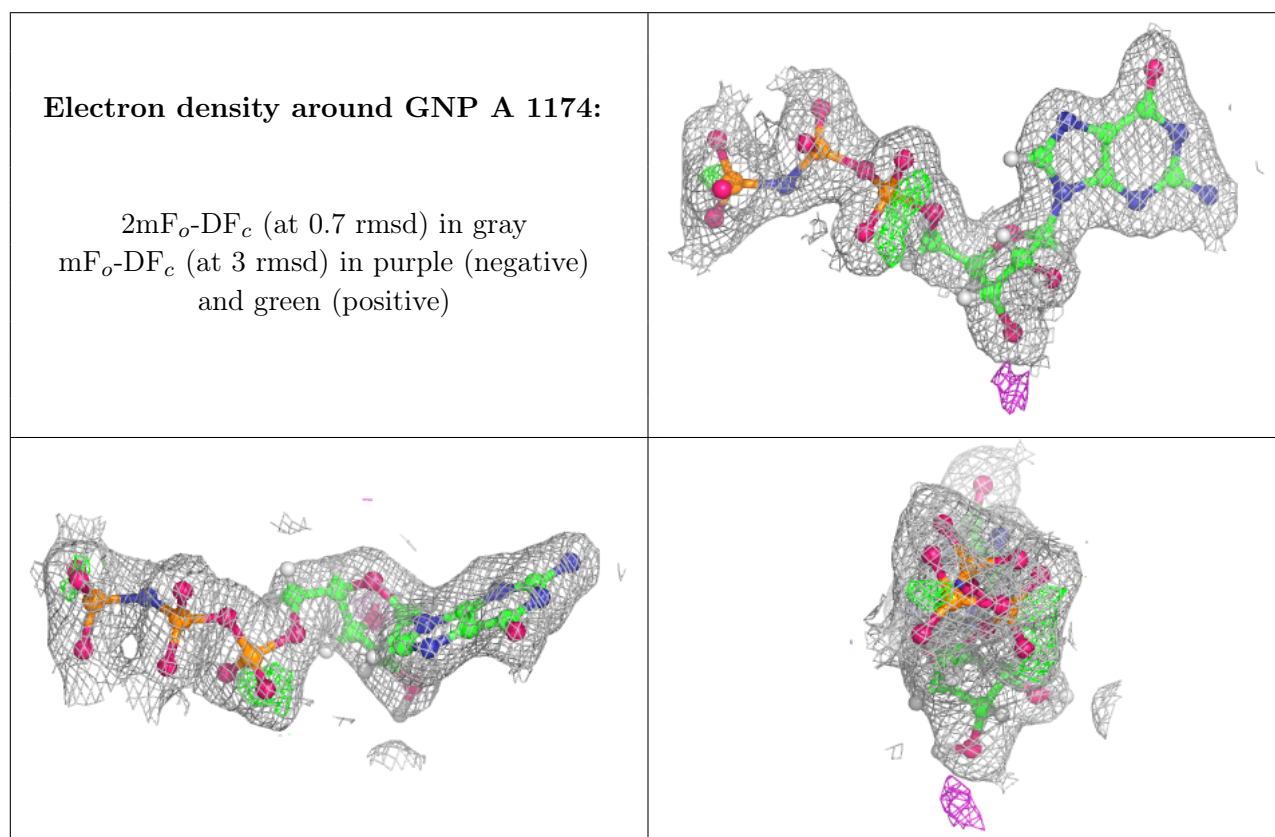 Electron density around GNP A 1174:
2mFo-DFc (at 0.7 rmsd) in gray
mFo-DFc (at 3 rmsd) in purple (negative)
and green (positive)